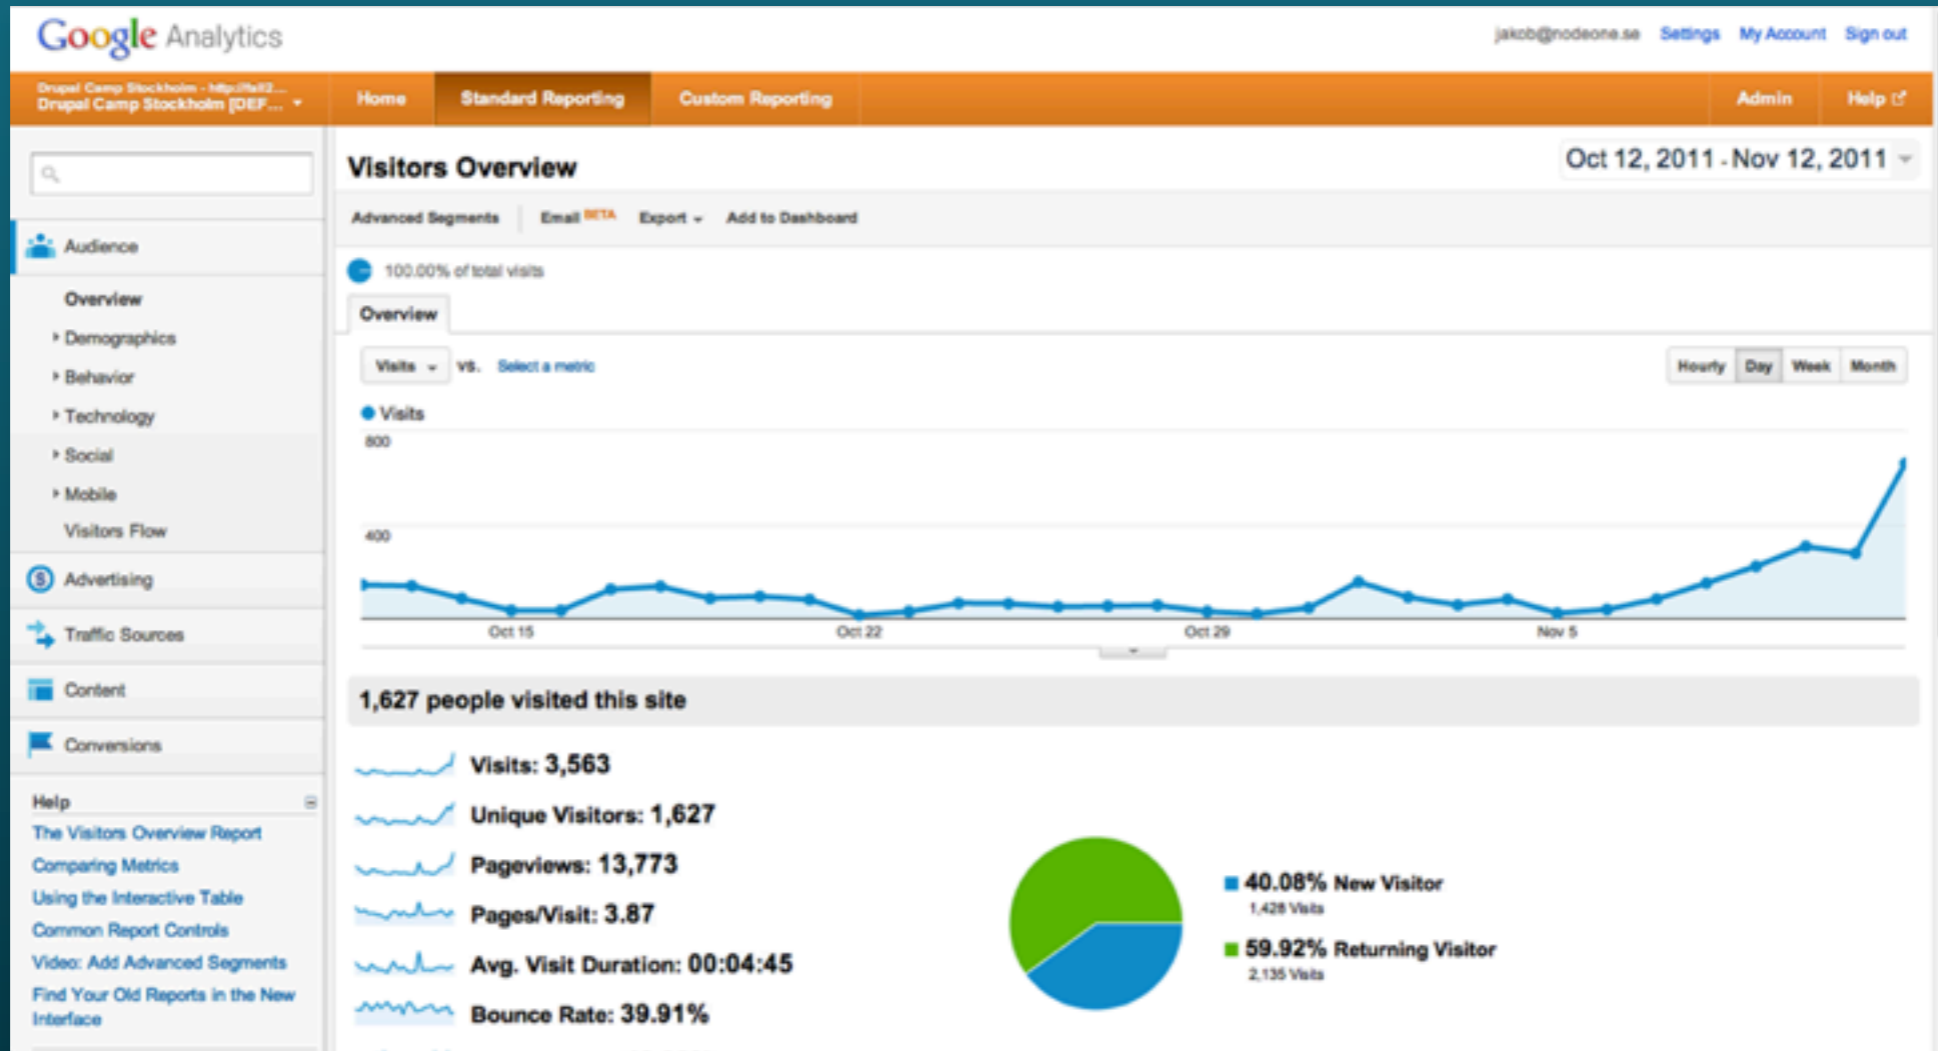 Google Analytics
jakob@nodeone.se Settings My Account Sign out
Drupal Camp Stockholm - http://fall2...
Drupal Camp Stockholm [DEF...
Home Standard Reporting Custom Reporting Admin Help
Visitors Overview
Oct 12, 2011 - Nov 12, 2011
Advanced Segments Email BETA Export Add to Dashboard
100.00% of total visits
Overview
Visits vs. Select a metric
Hourly Day Week Month
Visits
800
400
Oct 15 Oct 22 Oct 29 Nov 5
1,627 people visited this site
Visits: 3,563
Unique Visitors: 1,627
Pageviews: 13,773
Pages/Visit: 3.87
Avg. Visit Duration: 00:04:45
Bounce Rate: 39.91%
40.08% New Visitor
1,428 Visits
59.92% Returning Visitor
2,135 Visits
Audience
Overview
Demographics
Behavior
Technology
Social
Mobile
Visitors Flow
Advertising
Traffic Sources
Content
Conversions
Help
The Visitors Overview Report
Comparing Metrics
Using the Interactive Table
Common Report Controls
Video: Add Advanced Segments
Find Your Old Reports in the New
Interface